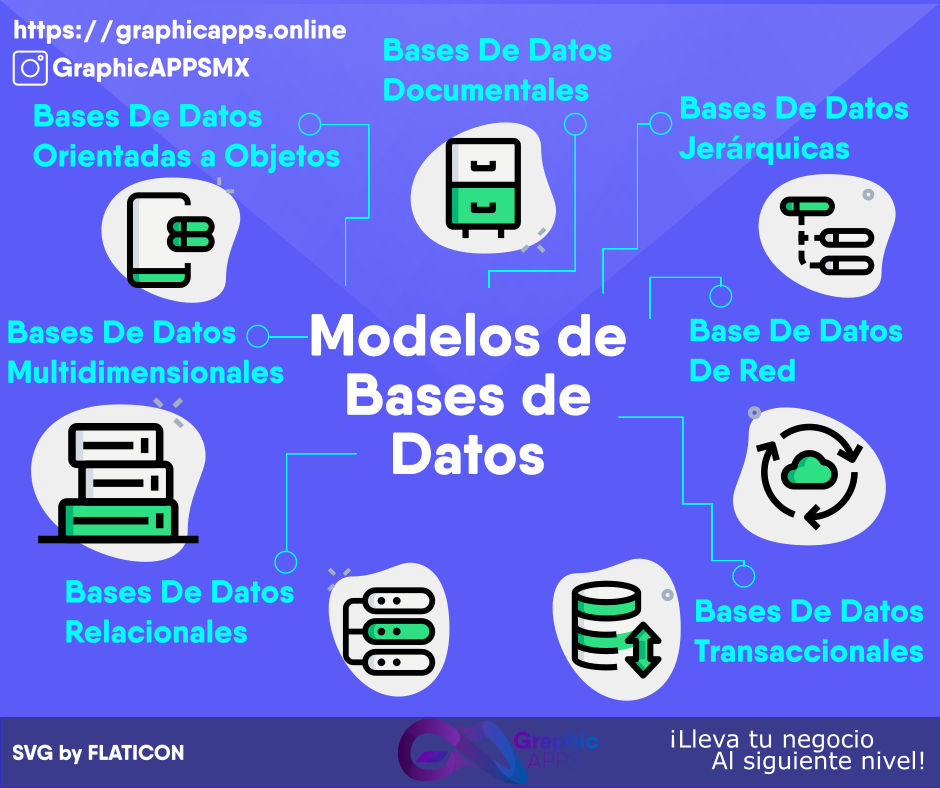 https://graphicapps.online
GraphicAPPSMX
Bases De Datos
Documentales
Bases De Datos
Orientadas a Objetos
Bases De Datos
Jerárquicas
Bases De Datos
Multidimensionales
Modelos de
Bases de
Datos
Base De Datos
De Red
Bases De Datos
Relacionales
Bases De Datos
Transaccionales
SVG by FLATICON
Graphic
APPS
¡Lleva tu negocio
Al siguiente nivel!